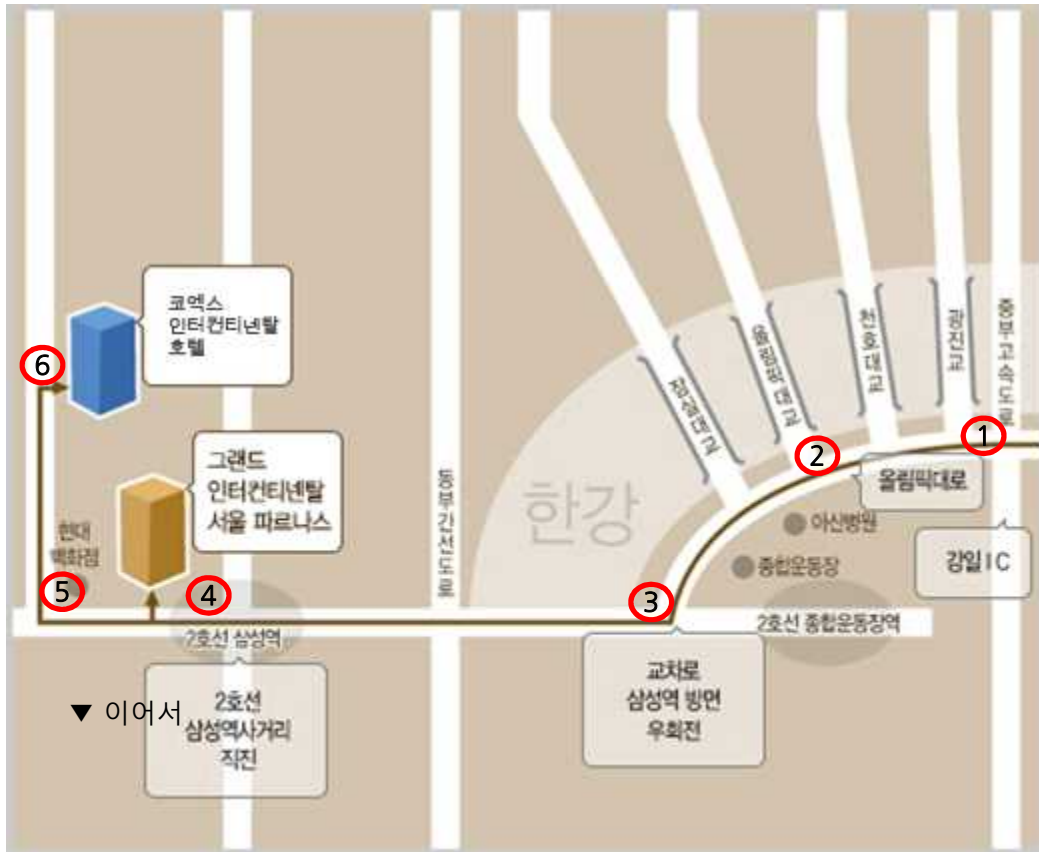 코엑스
인터컨티넨탈
호텔
6
그랜드
인터컨티넨탈
서울 파르나스
현대
백화점
5
4
2호선 삼성역
2호선
삼성역사거리
직진
▼ 이어서
동부간선도로
한강
올림픽대교
천호대교
광진교
중부고속도로
1
2
올림픽대로
아산병원
종합운동장
강일IC
3
2호선 종합운동장역
교차로
삼성역 방면
우회전